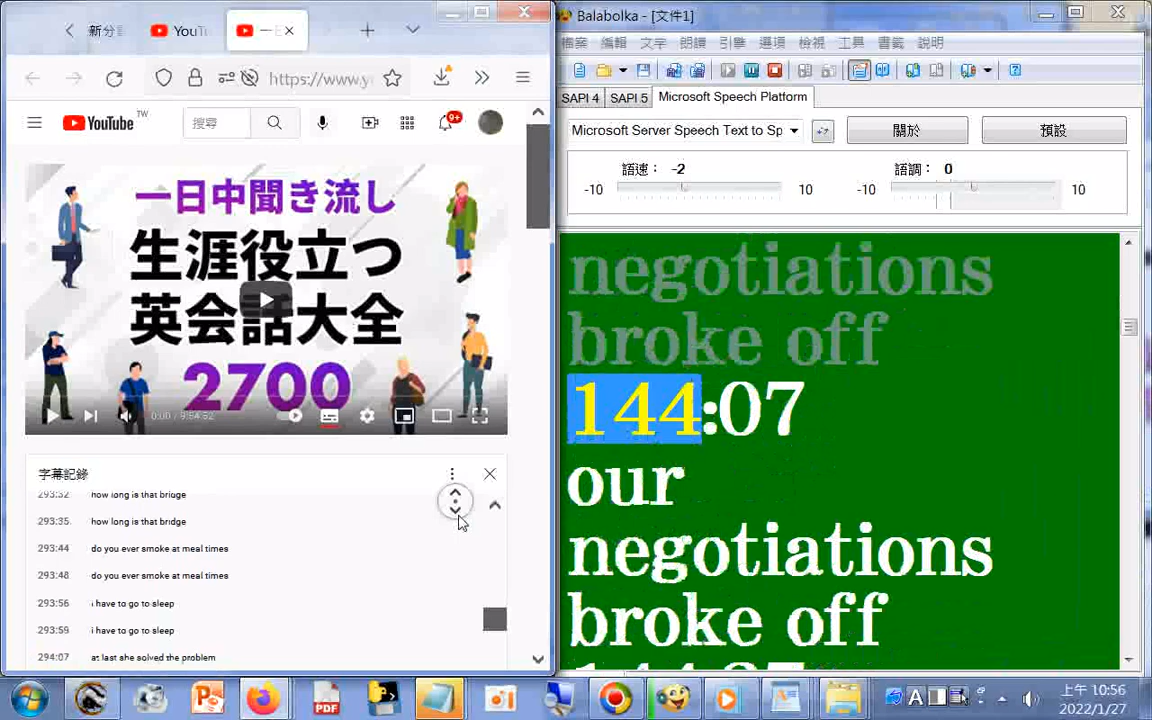 新分
YouTu
一E
https://www.y
YouTube TW
搜尋
9+
一日中聞き流し
生涯役立つ
英会話大全
2700
0:00 / 9:54:52
字幕記錄
293:32 how long is that bridge
293:35 how long is that bridge
293:44 do you ever smoke at meal times
293:48 do you ever smoke at meal times
293:56 i have to go to sleep
293:59 i have to go to sleep
294:07 at last she solved the problem
Balabolka - [文件1]
檔案 編輯 文字 朗讀 引擎 選項 檢視 工具 書籤 說明
SAPI 4 SAPI 5 Microsoft Speech Platform
Microsoft Server Speech Text to Sp
關於
預設
語速： -2
-10 10
語調： 0
-10 10
negotiations
broke off
144:07
our
negotiations
broke off
PDF
A
上午 10:56
2022/1/27